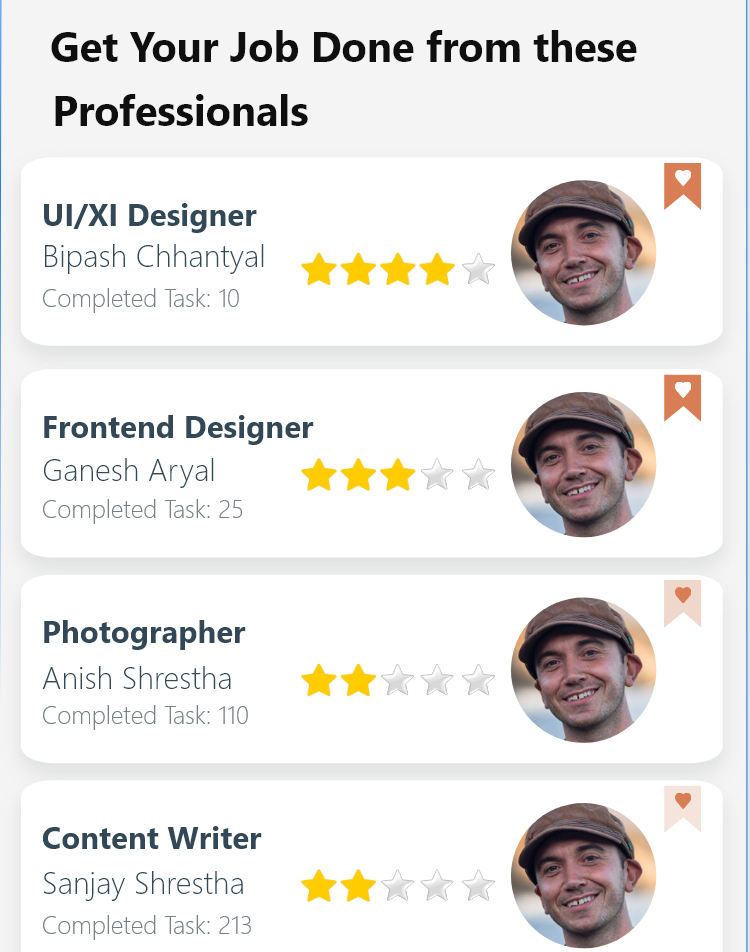 Get Your Job Done from these
Professionals
UI/XI Designer
Bipash Chhantyal
Completed Task: 10
Frontend Designer
Ganesh Aryal
Completed Task: 25
Photographer
Anish Shrestha
Completed Task: 110
Content Writer
Sanjay Shrestha
Completed Task: 213